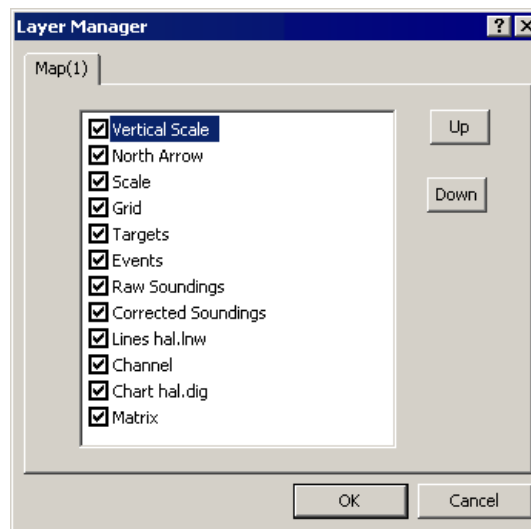 Layer Manager
Map(1)
Vertical Scale
North Arrow
Scale
Grid
Targets
Events
Raw Soundings
Corrected Soundings
Lines hal.lnw
Channel
Chart hal.dig
Matrix
Up
Down
OK
Cancel